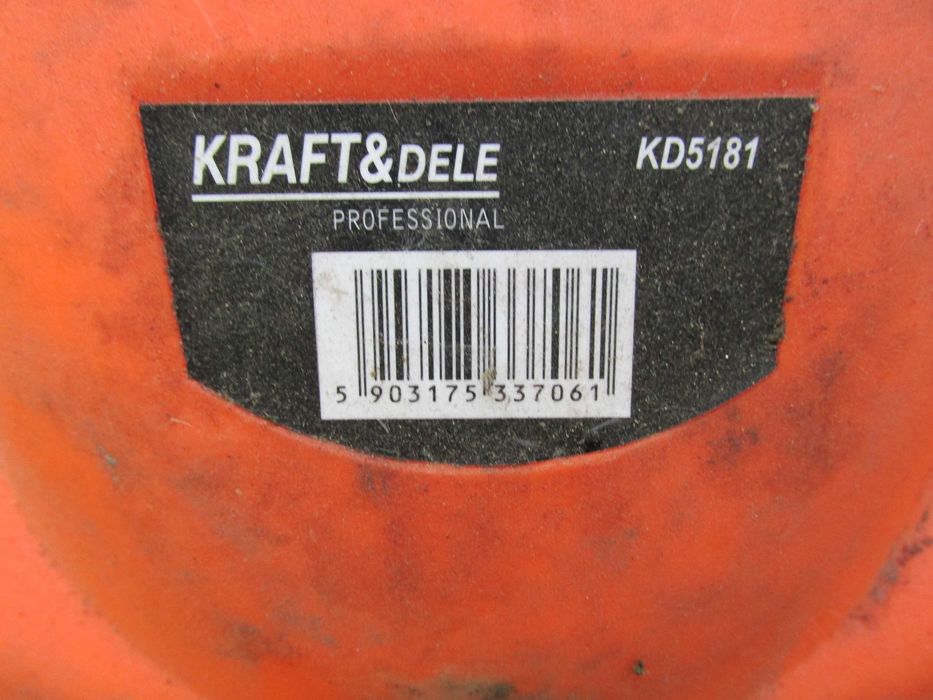 KRAFT&DELE KD5181
PROFESSIONAL
5 903175 337061